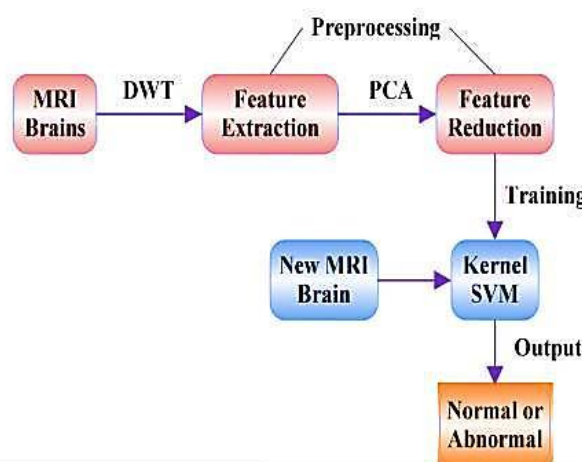 Preprocessing
MRI
Brains
DWT
Feature
Extraction
PCA
Feature
Reduction
Training
New MRI
Brain
Kernel
SVM
Output
Normal or
Abnormal